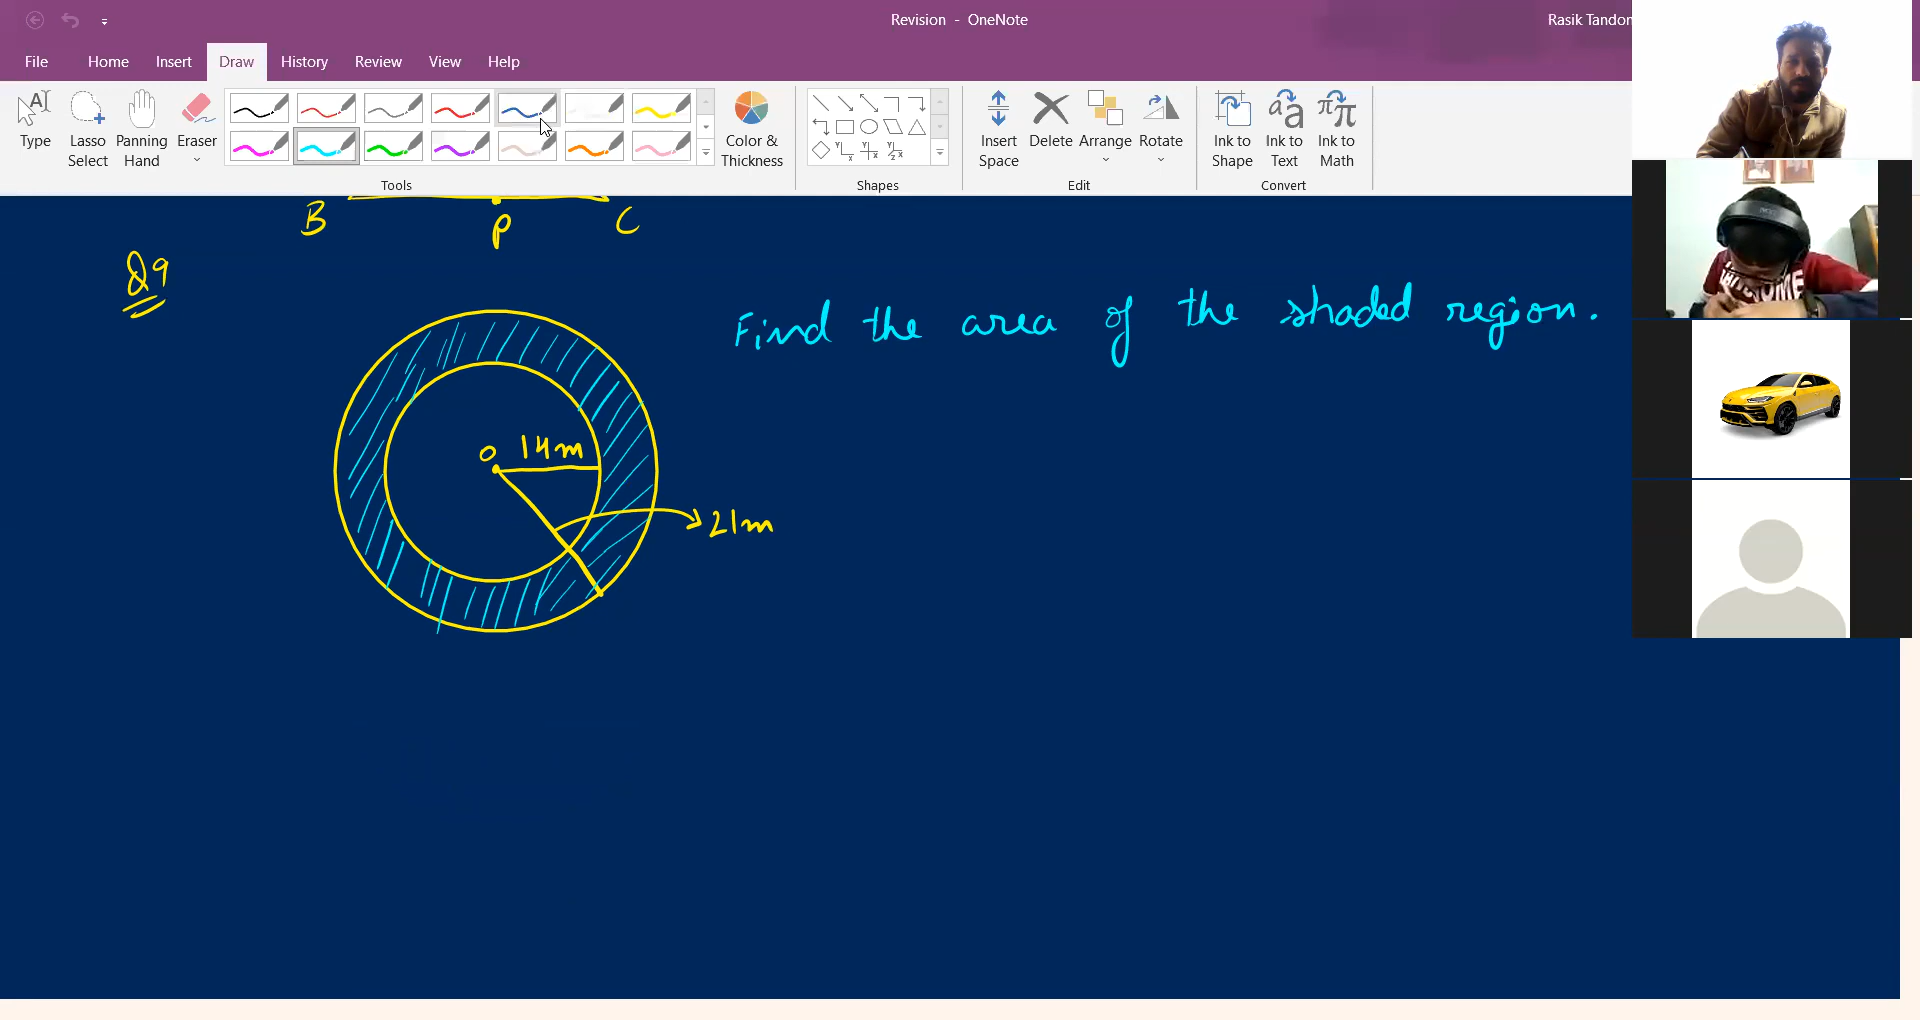 Revision - OneNote
Rasik Tandon
File Home Insert Draw History Review View Help
Type
Lasso Select
Panning Hand
Eraser
Color & Thickness
Insert Space
Delete
Arrange
Rotate
Ink to Shape
Ink to Text
Ink to Math
Tools
Shapes
Edit
Convert
B
P
C
Q9
Find the area of the shaded region.
O
14m
21m